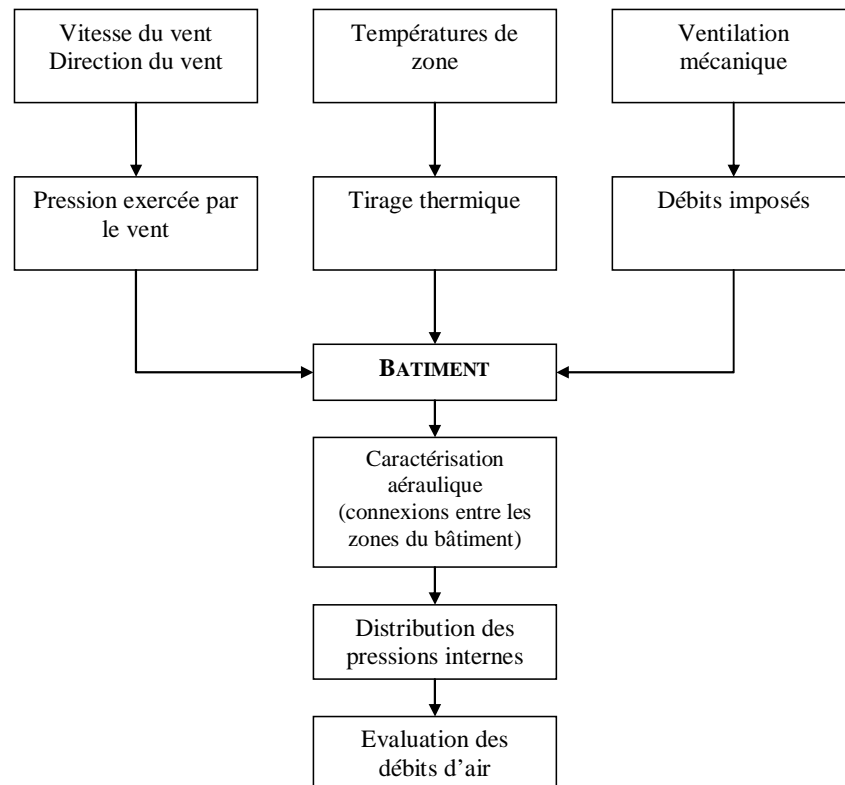 Vitesse du vent
Direction du vent
Températures de
zone
Ventilation
mécanique
Pression exercée par
le vent
Tirage thermique
Débits imposés
BATIMENT
Caractérisation
aéraulique
(connexions entre les
zones du bâtiment)
Distribution des
pressions internes
Evaluation des
débits d'air